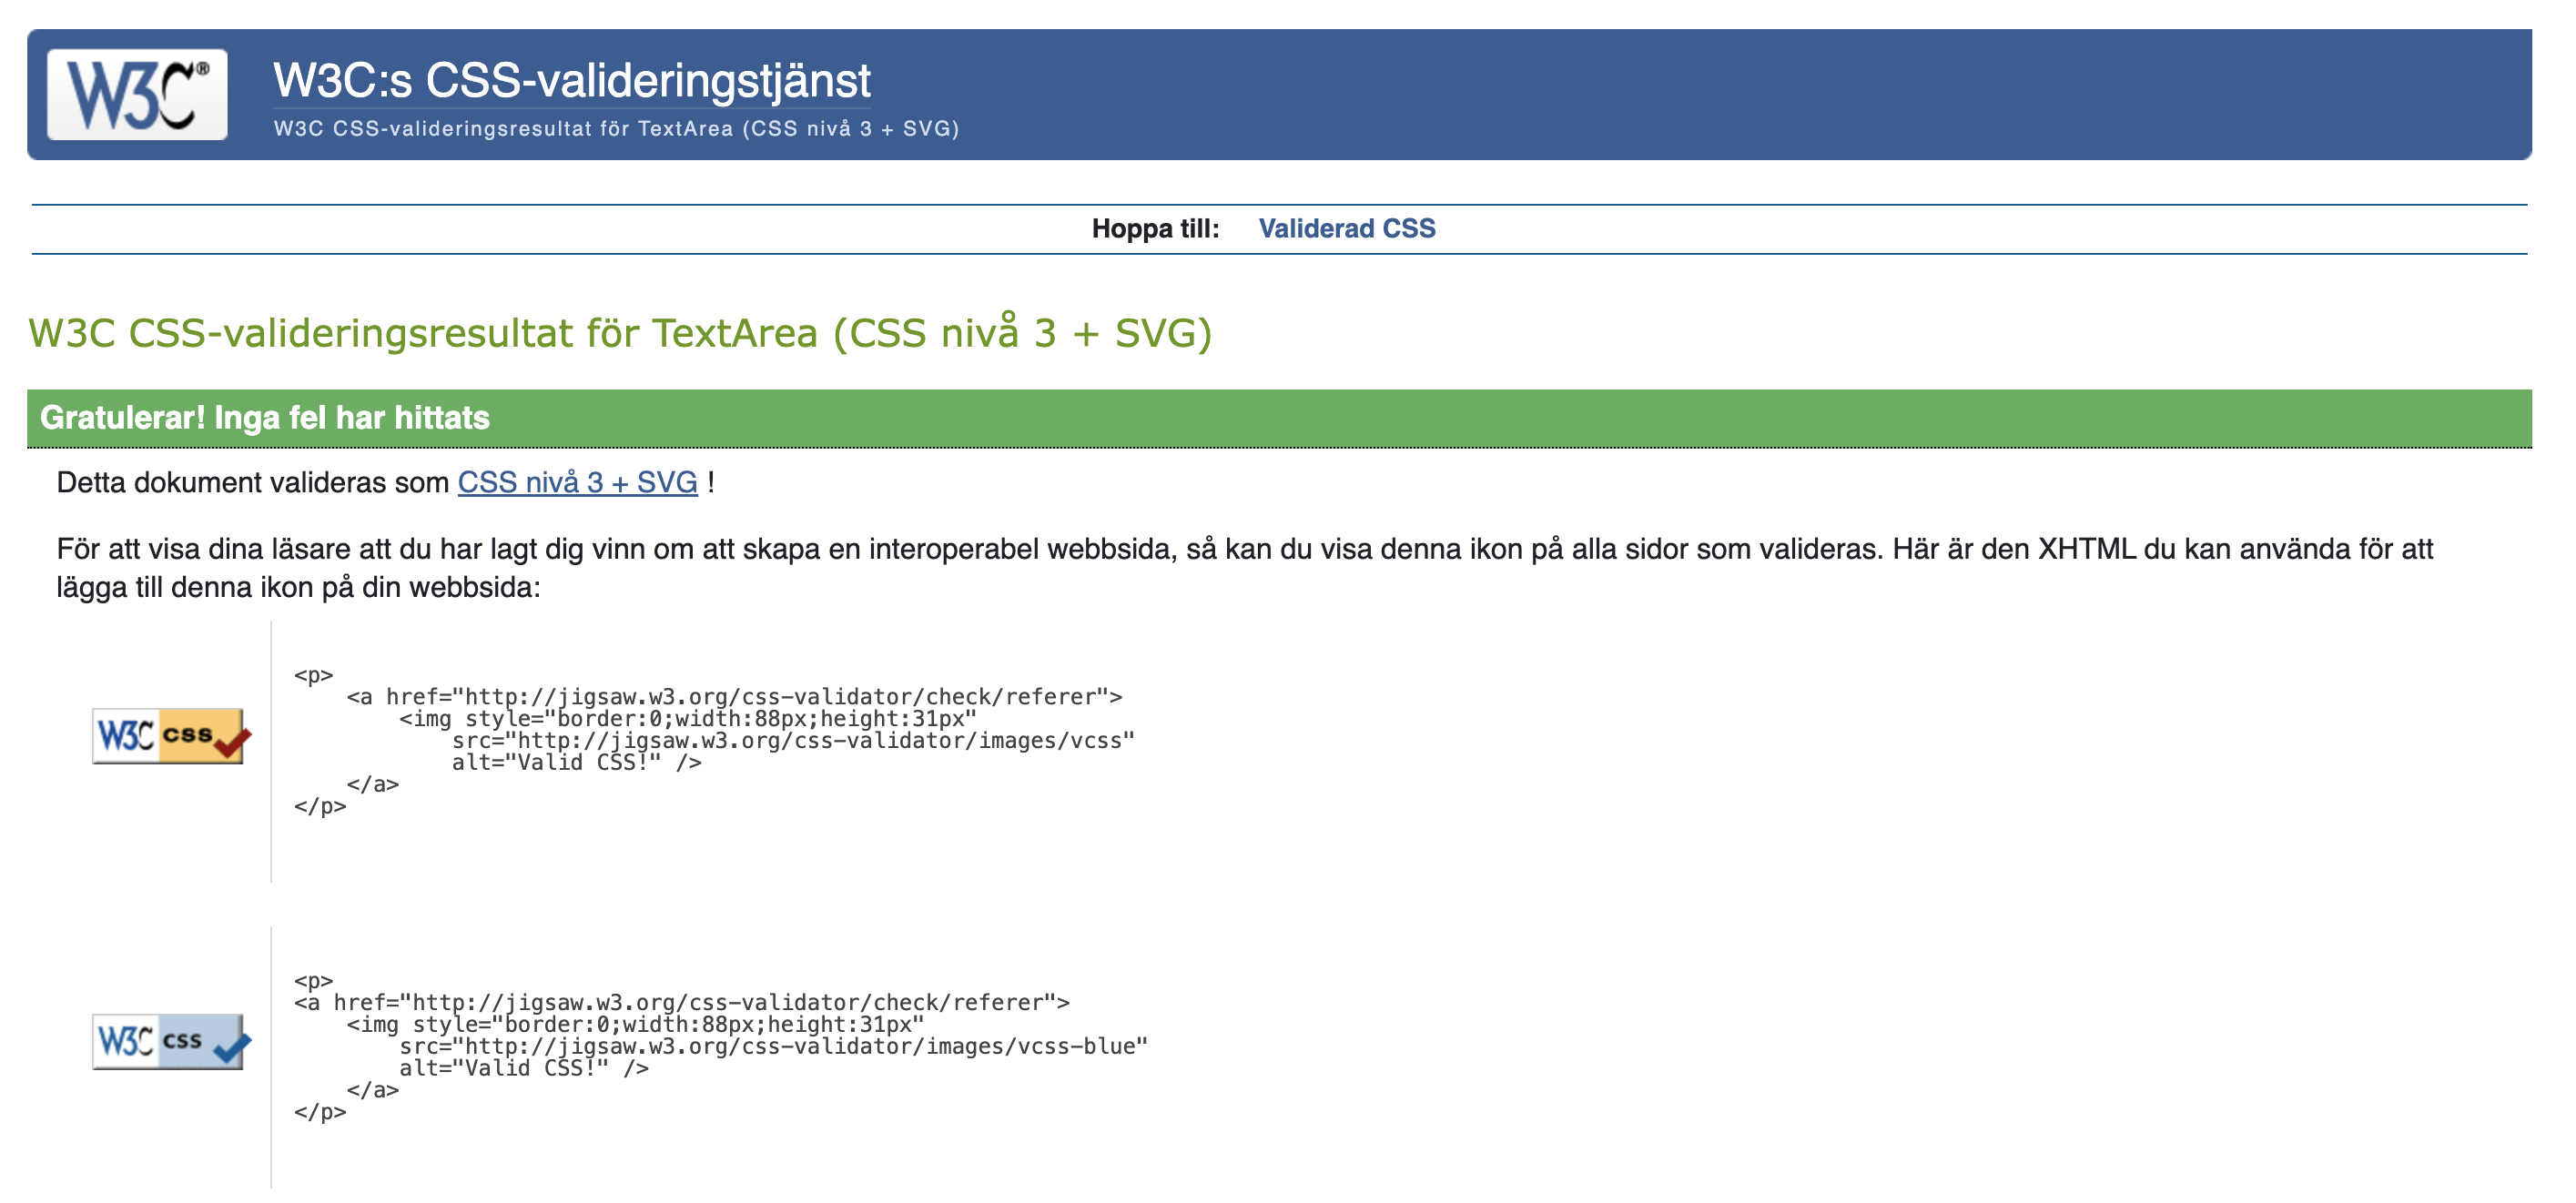 W3C®
W3C:s CSS-valideringstjänst
W3C CSS-valideringsresultat för TextArea (CSS nivå 3 + SVG)
Hoppa till: Validerad CSS
W3C CSS-valideringsresultat för TextArea (CSS nivå 3 + SVG)
Gratulerar! Inga fel har hittats
Detta dokument valideras som CSS nivå 3 + SVG !
För att visa dina läsare att du har lagt dig vinn om att skapa en interoperabel webbsida, så kan du visa denna ikon på alla sidor som valideras. Här är den XHTML du kan använda för att
lägga till denna ikon på din webbsida:
W3C css
<p>
    <a href="http://jigsaw.w3.org/css-validator/check/referer">
        <img style="border:0;width:88px;height:31px"
            src="http://jigsaw.w3.org/css-validator/images/vcss"
            alt="Valid CSS!" />
    </a>
</p>
W3C css
<p>
<a href="http://jigsaw.w3.org/css-validator/check/referer">
    <img style="border:0;width:88px;height:31px"
        src="http://jigsaw.w3.org/css-validator/images/vcss-blue"
        alt="Valid CSS!" />
    </a>
</p>